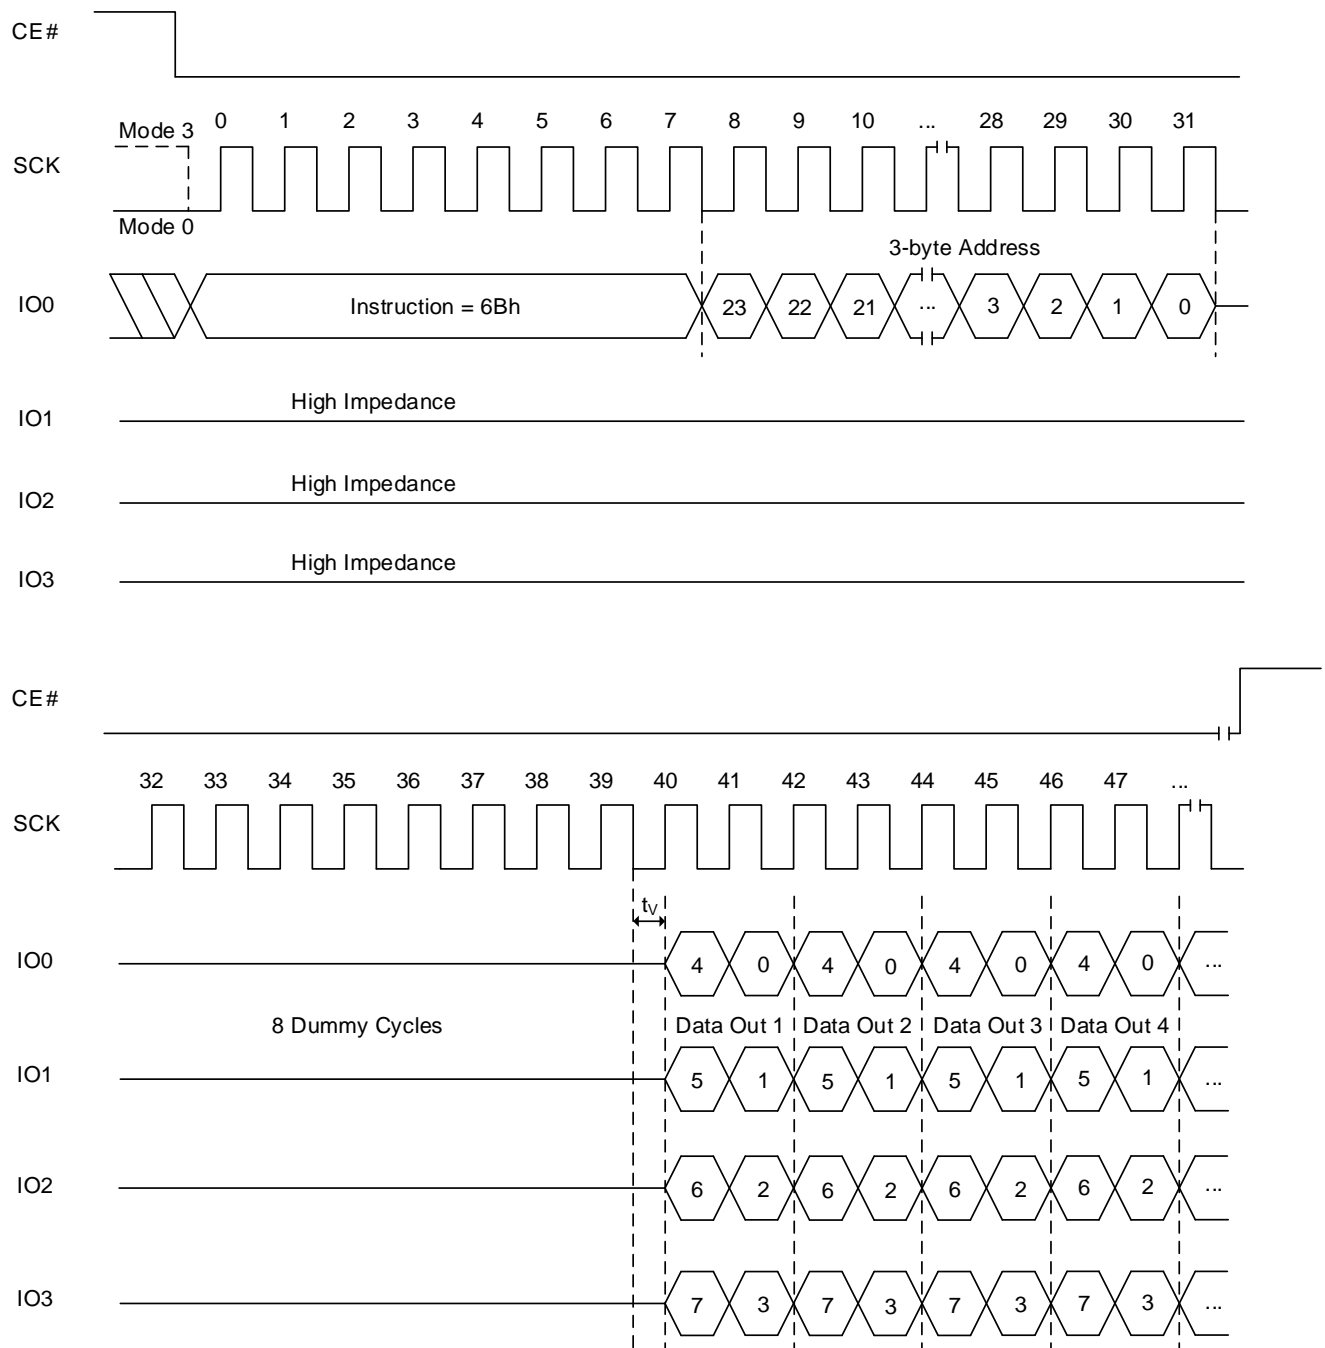 CE#
Mode 3 0 1 2 3 4 5 6 7 8 9 10 ... 28 29 30 31
SCK
Mode 0
3-byte Address
IO0 Instruction = 6Bh 23 22 21 ... 3 2 1 0
High Impedance
IO1
High Impedance
IO2
High Impedance
IO3
CE#
32 33 34 35 36 37 38 39 40 41 42 43 44 45 46 47 ...
SCK
tV
IO0 4 0 4 0 4 0 4 0 ...
8 Dummy Cycles Data Out 1 Data Out 2 Data Out 3 Data Out 4
IO1 5 1 5 1 5 1 5 1 ...
IO2 6 2 6 2 6 2 6 2 ...
IO3 7 3 7 3 7 3 7 3 ...